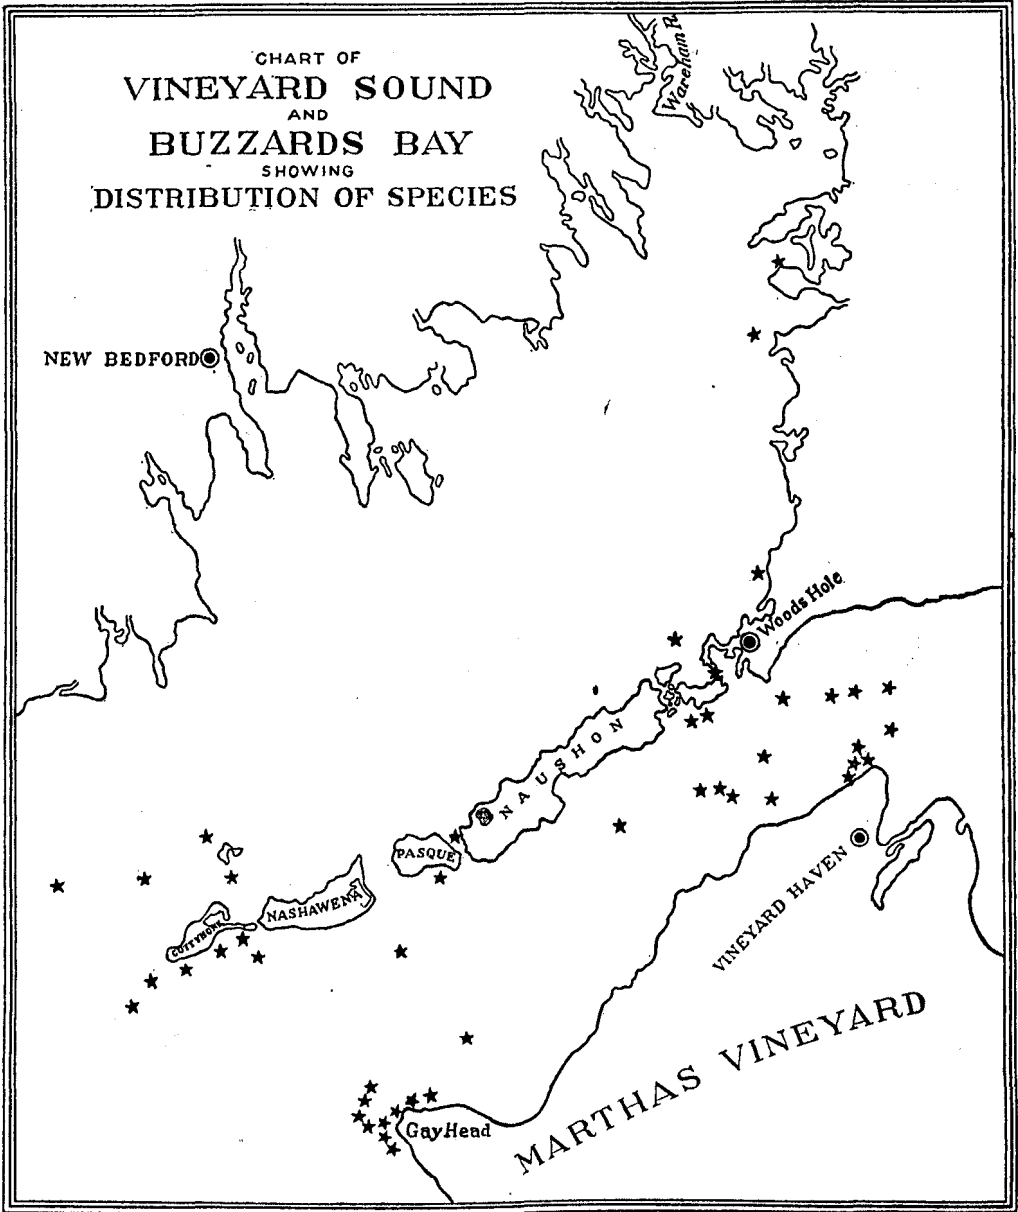 CHART OF
VINEYARD SOUND
AND
BUZZARDS BAY
SHOWING
DISTRIBUTION OF SPECIES
Wareham R
NEW BEDFORD
Woods Hole
NAUSHON
PASQUE
NASHAWENA
CUTTYHUNK
VINEYARD HAVEN
MARTHAS VINEYARD
Gay Head